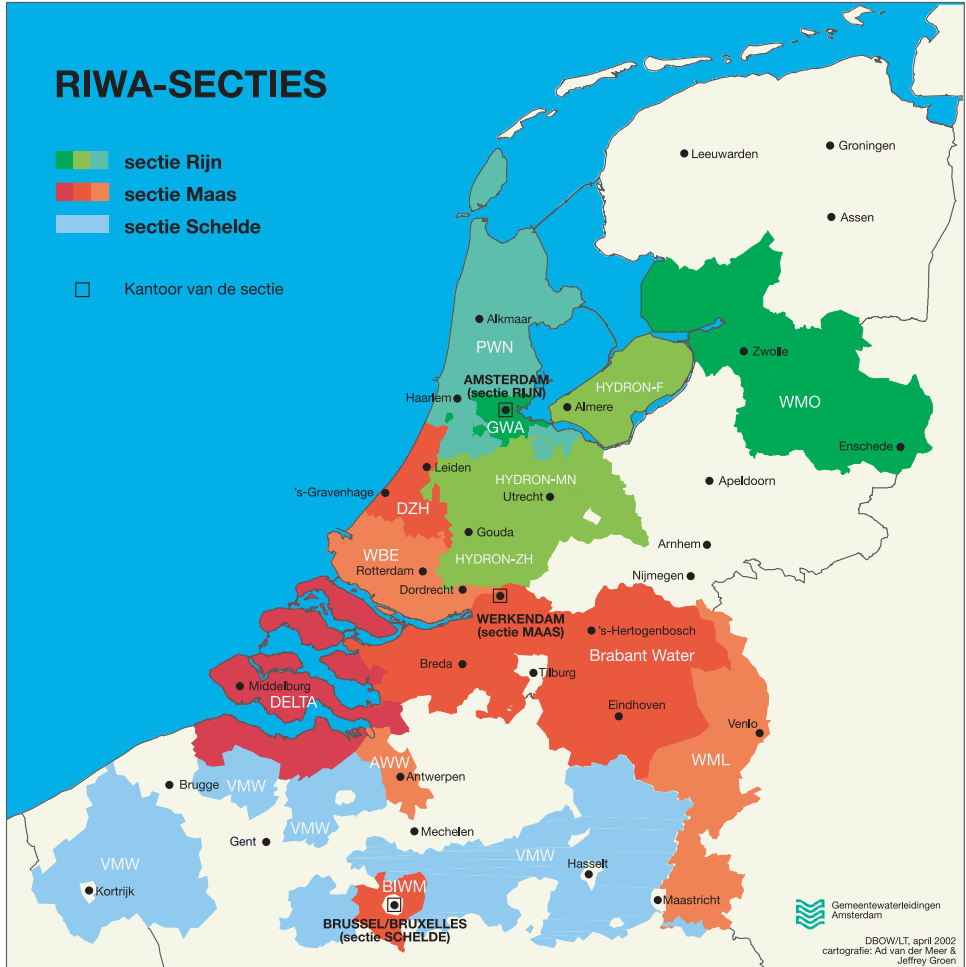 RIWA-SECTIES
sectie Rijn
sectie Maas
sectie Schelde
Kantoor van de sectie
Leeuwarden
Groningen
Assen
Alkmaar
PWN
Zwolle
AMSTERDAM
(sectie RIJN)
HYDRON-F
Haarlem
Almere
WMO
GWA
Enschede
Leiden
HYDRON-MN
Apeldoorn
's-Gravenhage
Utrecht
DZH
Gouda
Arnhem
WBE
HYDRON-ZH
Rotterdam
Nijmegen
Dordrecht
WERKENDAM
(sectie MAAS)
's-Hertogenbosch
Brabant Water
Breda
Tilburg
Middelburg
DELTA
Eindhoven
Venlo
AWW
WML
Antwerpen
Brugge
VMW
VMW
Mechelen
Gent
VMW
VMW
Hasselt
Kortrijk
BIWM
Maastricht
BRUSSEL/BRUXELLES
(sectie SCHELDE)
Gemeentewaterleidingen
Amsterdam
DBOW/LT, april 2002
cartografie: Ad van der Meer &
Jeffrey Groen